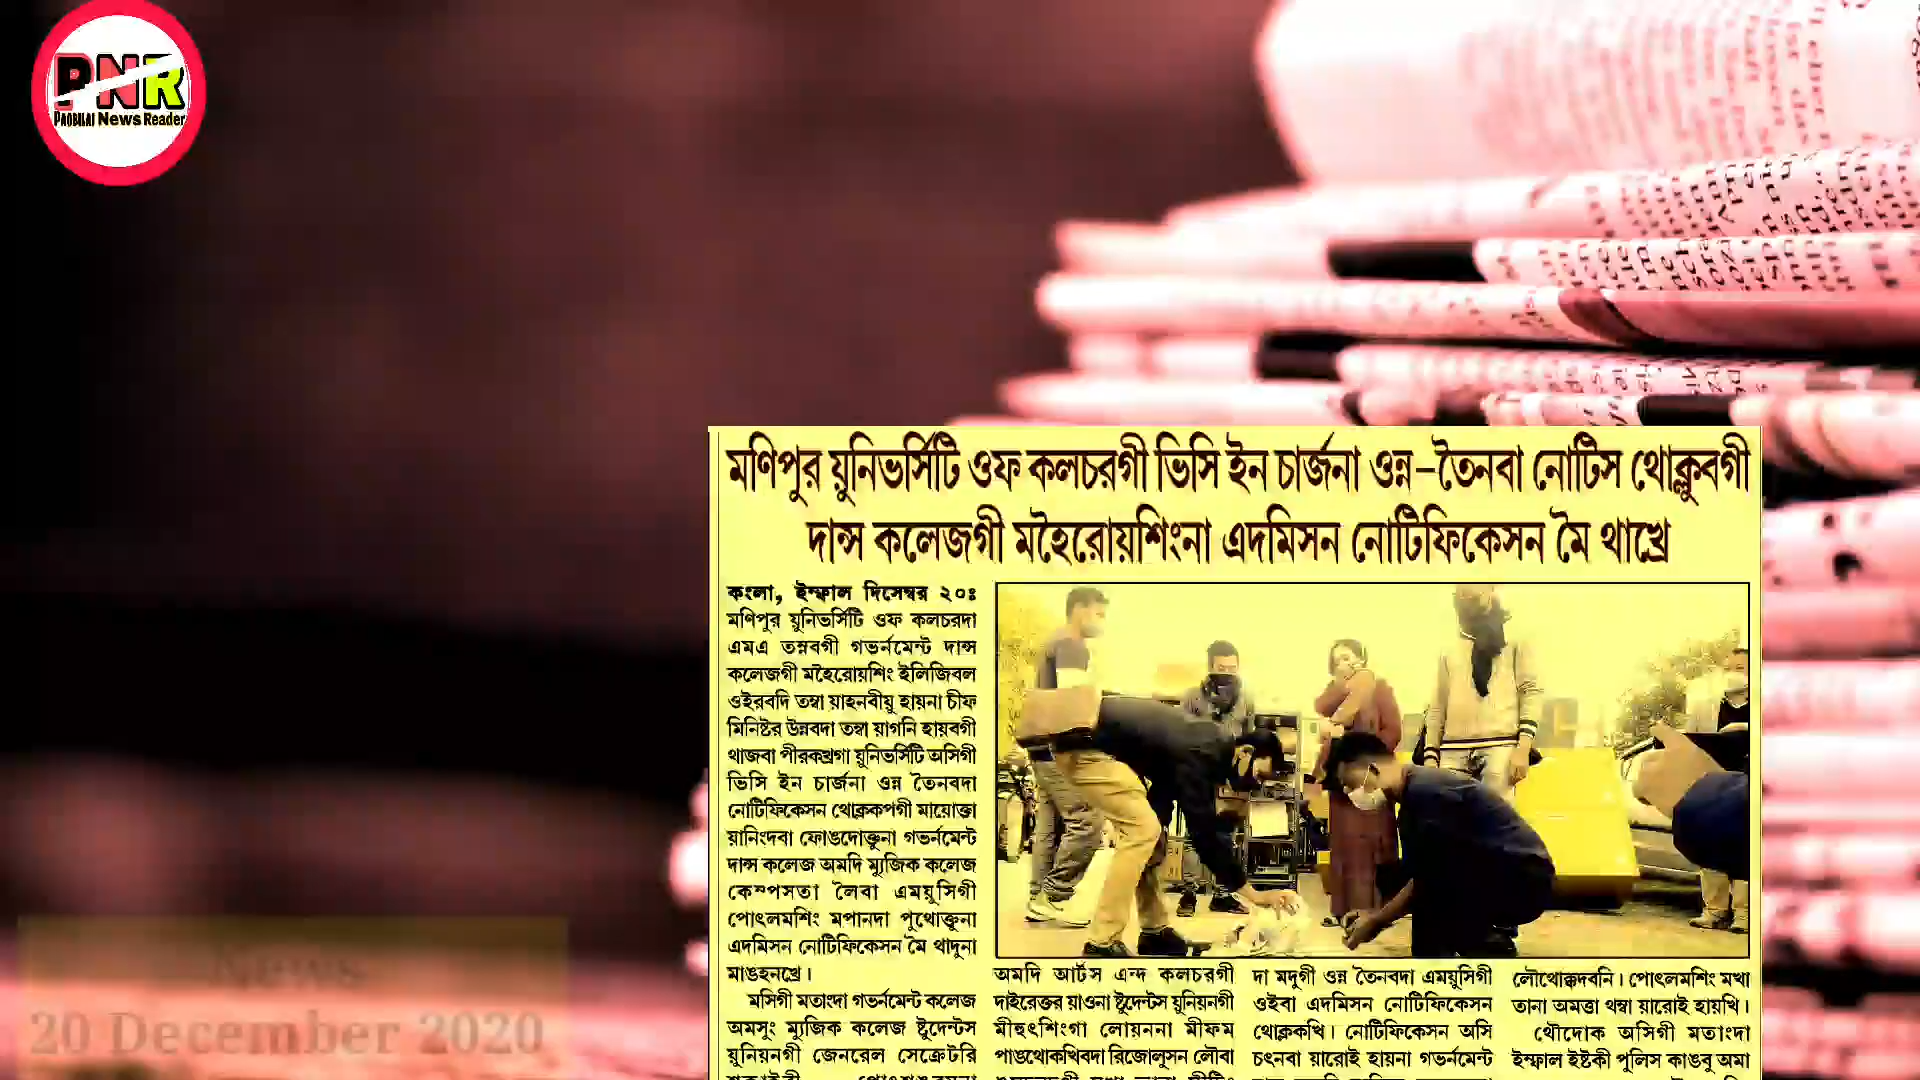 PNR
PAOBULAI News Reader
মণিপুর য়ুনিভর্সিটি ওফ কলচরগী ভিসি ইন চার্জনা ওন্ন–তৈনবা নোটিস থোক্লুবগী
দান্স কলেজগী মহৈরোয়শিংনা এদমিসন নোটিফিকেসন মৈ থাখ্রে
কংলা, ইম্ফাল দিসেম্বর ২০ঃ
মণিপুর য়ুনিভর্সিটি ওফ কলচরদা
এমএ তম্নবগী গভর্নমেন্ট দান্স
কলেজগী মহৈরোয়শিং ইলিজিবল
ওইরবদি তম্বা য়াহনবীয়ু হায়না চীফ
মিনিষ্টর উন্নবদা তম্বা য়াগনি হায়বগী
থাজবা পীরকখ্রগা য়ুনিভর্সিটি অসিগী
ভিসি ইন চার্জনা ওন্ন তৈনবদা
নোটিফিকেসন থোক্লকপগী মায়োক্তা
য়ানিংদবা ফোঙদোক্তুনা গভর্নমেন্ট
দান্স কলেজ অমদি ম্যুজিক কলেজ
কেম্পসতা লৈবা এময়ুসিগী
পোৎলমশিং মপানদা পুথোক্তুনা
এদমিসন নোটিফিকেসন মৈ থাদুনা
মাঙহনখ্রে।
মসিগী মতাংদা গভর্নমেন্ট কলেজ
অমসুং ম্যুজিক কলেজ ষ্টুদেন্টস
য়ুনিয়নগী জেনরেল সেক্রেটরি
অমদি আর্টস এন্দ কলচরগী
দাইরেক্তর য়াওনা ষ্টুদেন্টস য়ুনিয়নগী
মীহুৎশিংগা লোয়ননা মীফম
পাঙথোকখিবদা রিজোলুসন লৌবা
দা মদুগী ওন্ন তৈনবদা এময়ুসিগী
ওইবা এদমিসন নোটিফিকেসন
থোক্লকখি। নোটিফিকেসন অসি
চৎনবা য়ারোই হায়না গভর্নমেন্ট
লৌথোক্কদবনি। পোৎলমশিং মখা
তানা অমত্তা থম্বা য়ারোই হায়খি।
থৌদোক অসিগী মতাংদা
ইম্ফাল ইষ্টকী পুলিস কাঙবু অমা
News
20 December 2020